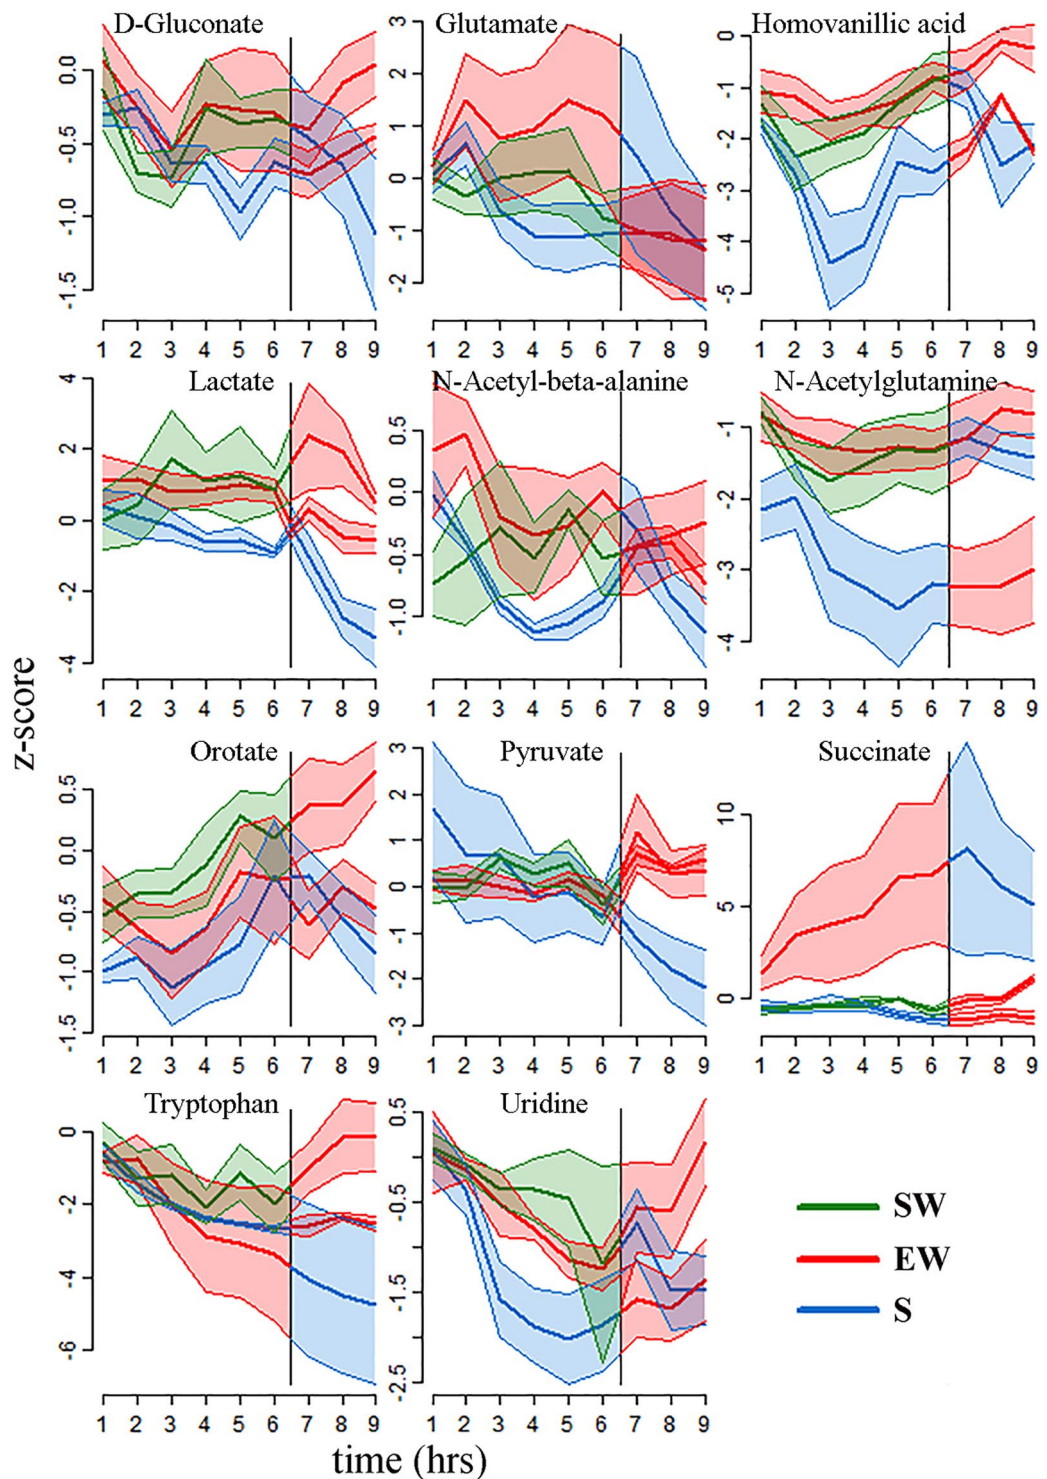 D-Gluconate Glutamate Homovanillic acid
0.0 -0.5 -1.0 -1.5
3 2 1 0 -1 -2
0 -1 -2 -3 -4 -5
1 2 3 4 5 6 7 8 9 1 2 3 4 5 6 7 8 9 1 2 3 4 5 6 7 8 9
Lactate N-Acetyl-beta-alanine N-Acetylglutamine
4 2 0 -2 -4
0.5 0.0 -0.5 -1.0
-1 -2 -3 -4
1 2 3 4 5 6 7 8 9 1 2 3 4 5 6 7 8 9 1 2 3 4 5 6 7 8 9
z-score
Orotate Pyruvate Succinate
0.5 0.0 -0.5 -1.0 -1.5
3 2 1 0 -1 -2 -3
10 5 0
1 2 3 4 5 6 7 8 9 1 2 3 4 5 6 7 8 9 1 2 3 4 5 6 7 8 9
Tryptophan Uridine
0 -2 -4 -6
0.5 -0.5 -1.5 -2.5
1 2 3 4 5 6 7 8 9 1 2 3 4 5 6 7 8 9
SW
EW
S
time (hrs)